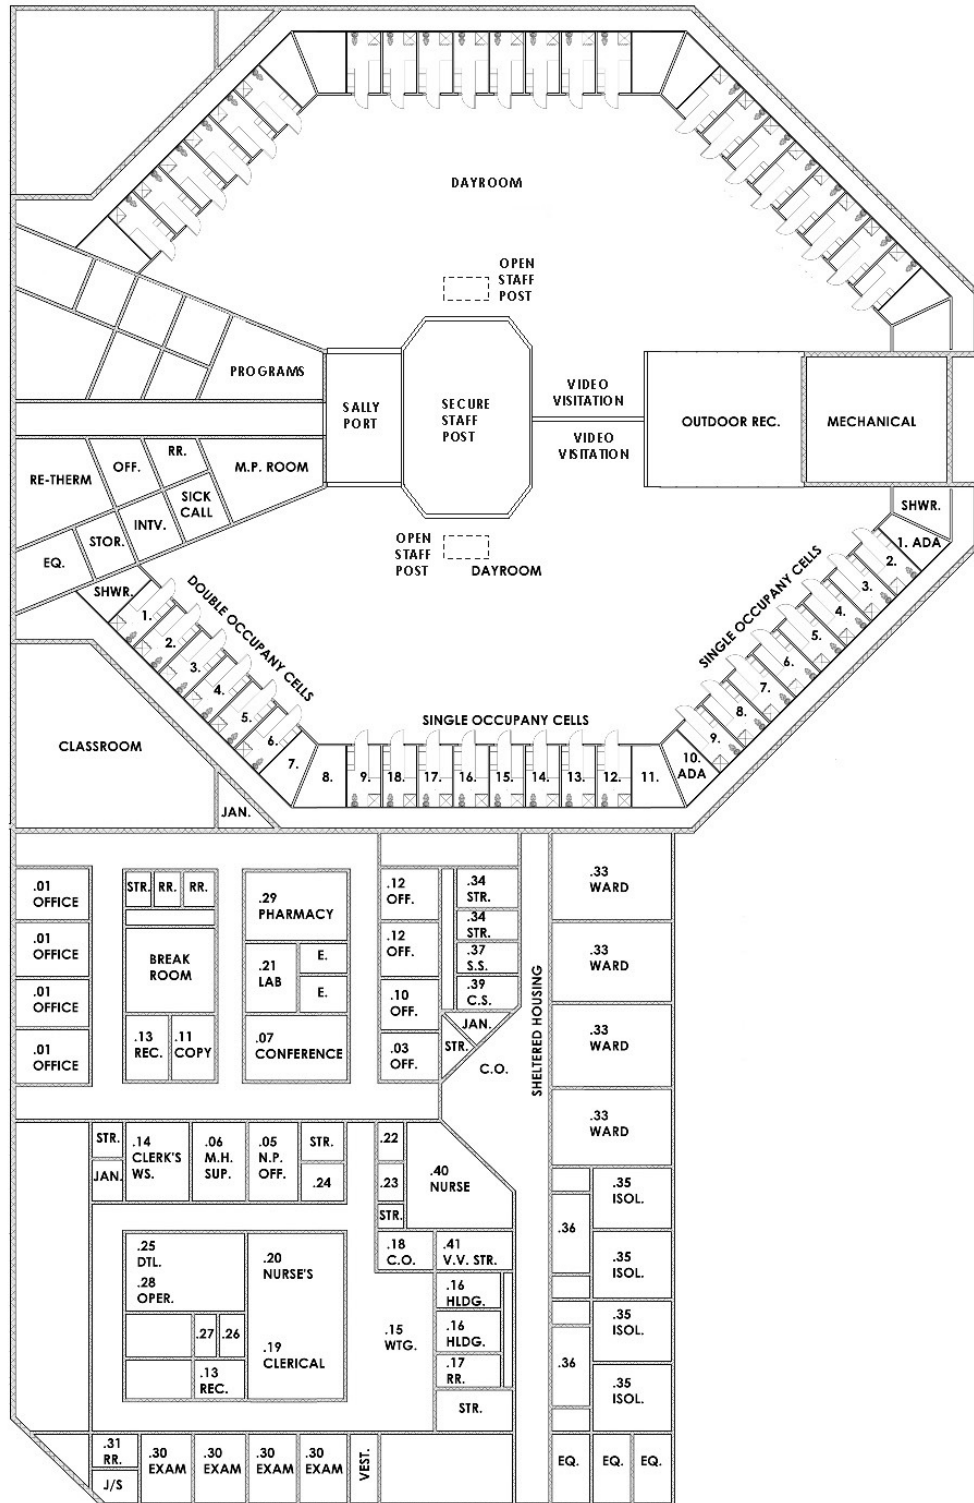 DAYROOM
OPEN
STAFF
POST
PROGRAMS
SALLY
PORT
SECURE
STAFF
POST
VIDEO
VISITATION
VIDEO
VISITATION
OUTDOOR REC.
MECHANICAL
RE-THERM
OFF.
RR.
M.P. ROOM
SICK
CALL
INTV.
STOR.
EQ.
SHWR.
OPEN
STAFF
POST
DAYROOM
SHWR.
1. ADA
2.
3.
4.
5.
6.
7.
8.
9.
10.
ADA
SINGLE OCCUPANY CELLS
DOUBLE OCCUPANY CELLS
1.
2.
3.
4.
5.
6.
7.
SINGLE OCCUPANY CELLS
8.
9.
18.
17.
16.
15.
14.
13.
12.
11.
CLASSROOM
JAN.
.01
OFFICE
.01
OFFICE
.01
OFFICE
.01
OFFICE
STR.
RR.
RR.
BREAK
ROOM
.13
REC.
.11
COPY
.29
PHARMACY
.21
LAB
E.
E.
.07
CONFERENCE
.12
OFF.
.12
OFF.
.10
OFF.
.03
OFF.
.34
STR.
.34
STR.
.37
S.S.
.39
C.S.
JAN.
STR.
C.O.
SHELTERED HOUSING
.33
WARD
.33
WARD
.33
WARD
.33
WARD
STR.
JAN.
.14
CLERK'S
WS.
.06
M.H.
SUP.
.05
N.P.
OFF.
STR.
.24
.22
.23
STR.
.40
NURSE
.18
C.O.
.41
V.V. STR.
.25
DTL.
.28
OPER.
.20
NURSE'S
.19
CLERICAL
.27
.26
.13
REC.
.15
WTG.
.16
HLDG.
.16
HLDG.
.17
RR.
STR.
.36
.36
.35
ISOL.
.35
ISOL.
.35
ISOL.
.35
ISOL.
.31
RR.
J/S
.30
EXAM
.30
EXAM
.30
EXAM
.30
EXAM
VEST.
EQ.
EQ.
EQ.